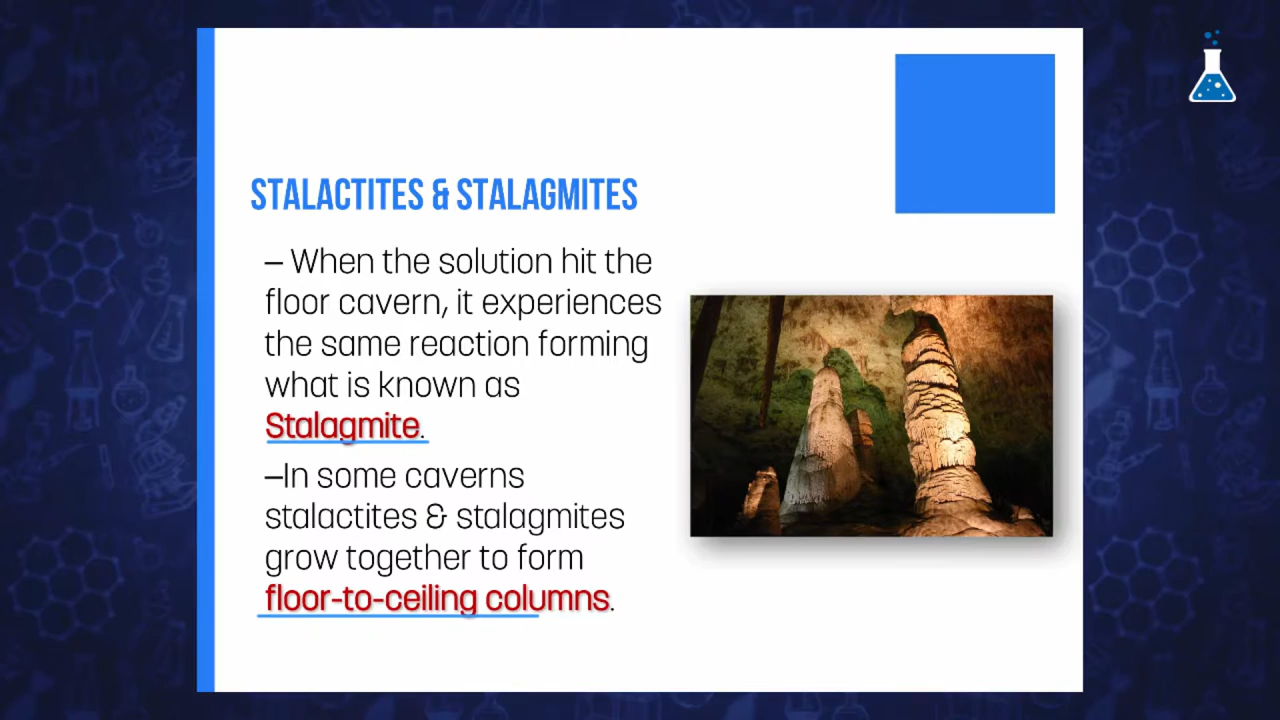 STALACTITES & STALAGMITES
– When the solution hit the
floor cavern, it experiences
the same reaction forming
what is known as
Stalagmite.
–In some caverns
stalactites & stalagmites
grow together to form
floor-to-ceiling columns.